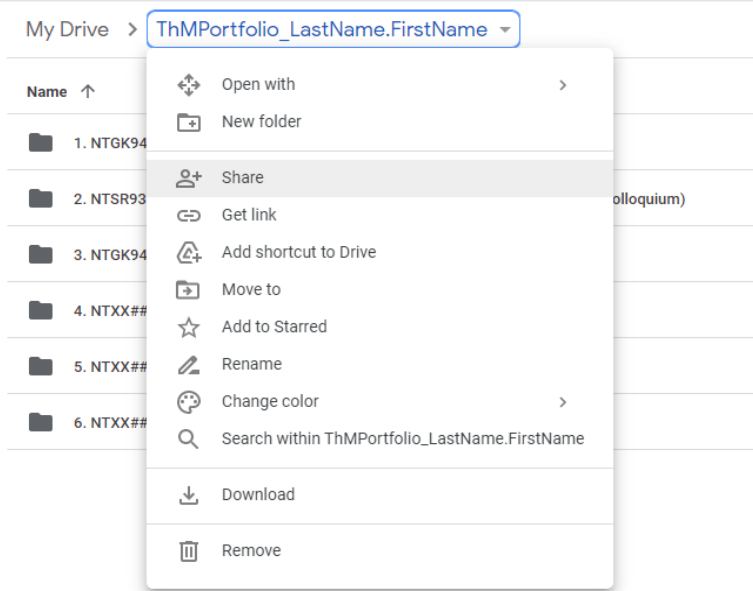 My Drive > ThMPortfolio_LastName.FirstName
Name
Open with
New folder
1. NTGK94
Share
2. NTSR93 olloquium)
Get link
3. NTGK94
Add shortcut to Drive
Move to
4. NTXX##
Add to Starred
5. NTXX##
Rename
Change color
6. NTXX##
Search within ThMPortfolio_LastName.FirstName
Download
Remove